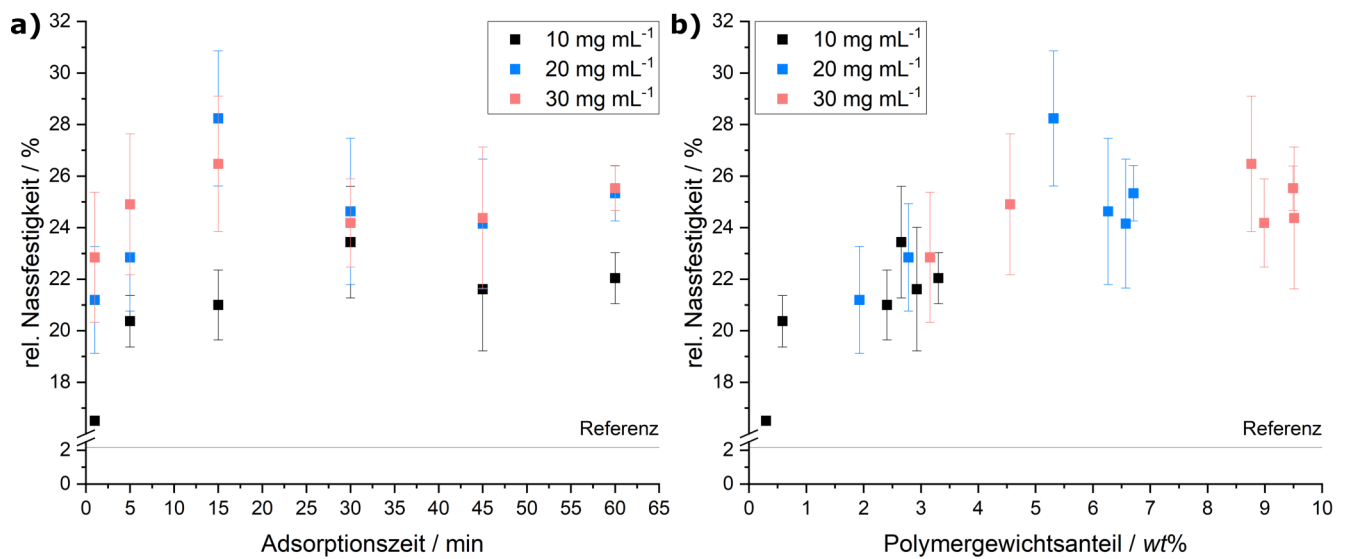 a)
rel. Nassfestigkeit / %
32
30
28
26
24
22
20
18
2
0
10 mg mL⁻¹
20 mg mL⁻¹
30 mg mL⁻¹
Referenz
0 5 10 15 20 25 30 35 40 45 50 55 60 65
Adsorptionszeit / min
b)
rel. Nassfestigkeit / %
32
30
28
26
24
22
20
18
2
0
10 mg mL⁻¹
20 mg mL⁻¹
30 mg mL⁻¹
Referenz
0 1 2 3 4 5 6 7 8 9 10
Polymergewichtsanteil / wt%